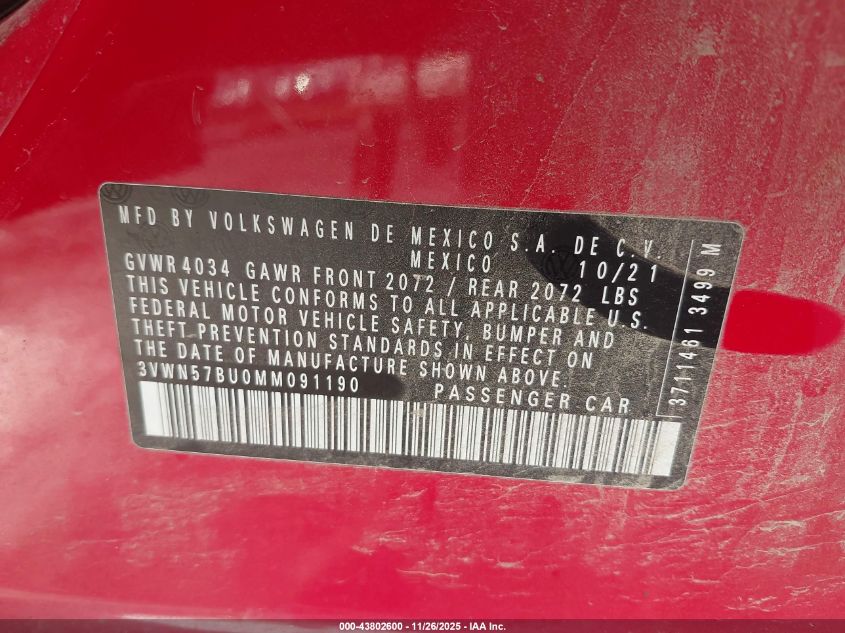 MFD BY VOLKSWAGEN DE MEXICO S.A. DE C.V.
MEXICO 10/21
GVWR 4034 GAWR FRONT 2072 / REAR 2072 LBS
THIS VEHICLE CONFORMS TO ALL APPLICABLE U.S.
FEDERAL MOTOR VEHICLE SAFETY, BUMPER AND
THEFT PREVENTION STANDARDS IN EFFECT ON
THE DATE OF MANUFACTURE SHOWN ABOVE.
3VWN57BU0MM091190
PASSENGER CAR
3711461 3499 M
000-43802600 - 11/26/2025 - IAA Inc.